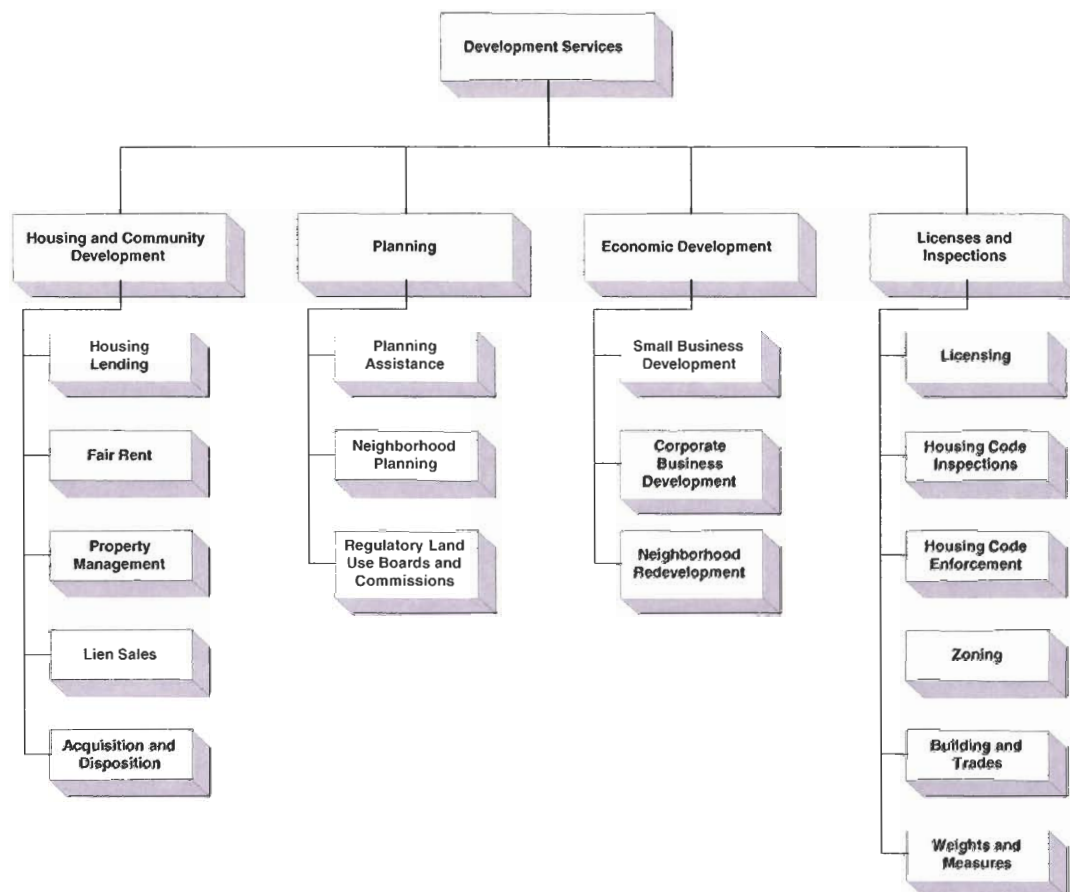 Development Services
Housing and Community
Development
Planning
Economic Development
Licenses and
Inspections
Housing
Lending
Fair Rent
Property
Management
Lien Sales
Acquisition and
Disposition
Planning
Assistance
Neighborhood
Planning
Regulatory Land
Use Boards and
Commissions
Small Business
Development
Corporate
Business
Development
Neighborhood
Redevelopment
Licensing
Housing Code
Inspections
Housing Code
Enforcement
Zoning
Building and
Trades
Weights and
Measures